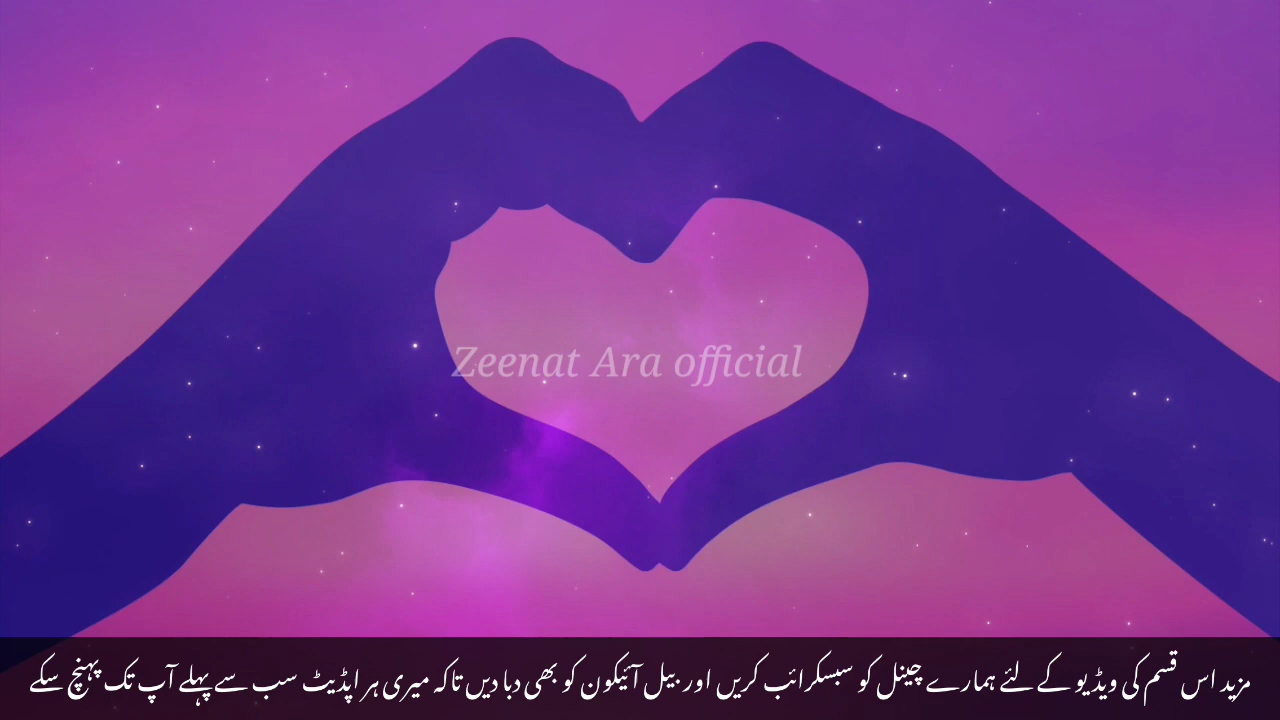 Zeenat Ara official
مزید اس قسم کی ویڈیو کے لئے ہمارے چینل کو سبسکرائب کریں اور بیل آئیکون کو بھی دبا دیں تاکہ میری ہر اپڈیٹ سب سے پہلے آپ تک پہنچ سکے